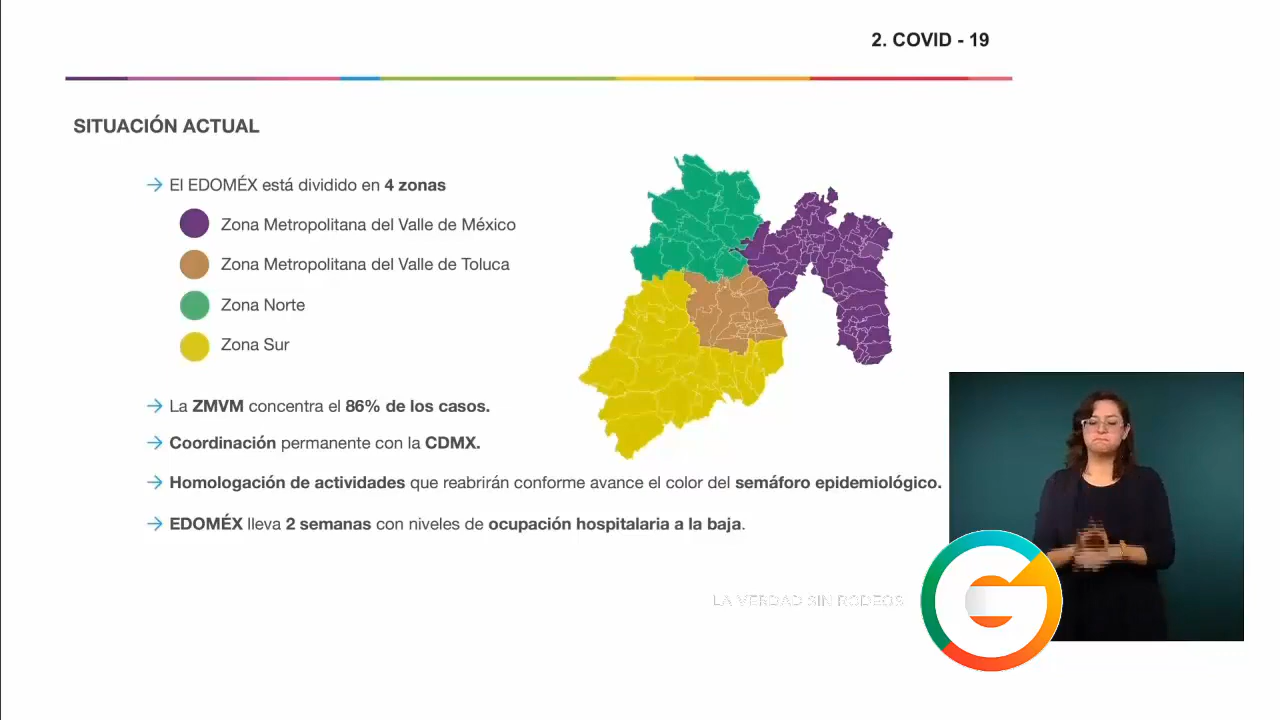 2. COVID - 19
SITUACIÓN ACTUAL
→ El EDOMÉX está dividido en 4 zonas
Zona Metropolitana del Valle de México
Zona Metropolitana del Valle de Toluca
Zona Norte
Zona Sur
→ La ZMVM concentra el 86% de los casos.
→ Coordinación permanente con la CDMX.
→ Homologación de actividades que reabrirán conforme avance el color del semáforo epidemiológico.
→ EDOMÉX lleva 2 semanas con niveles de ocupación hospitalaria a la baja.
LA VERDAD SIN RODEOS
G